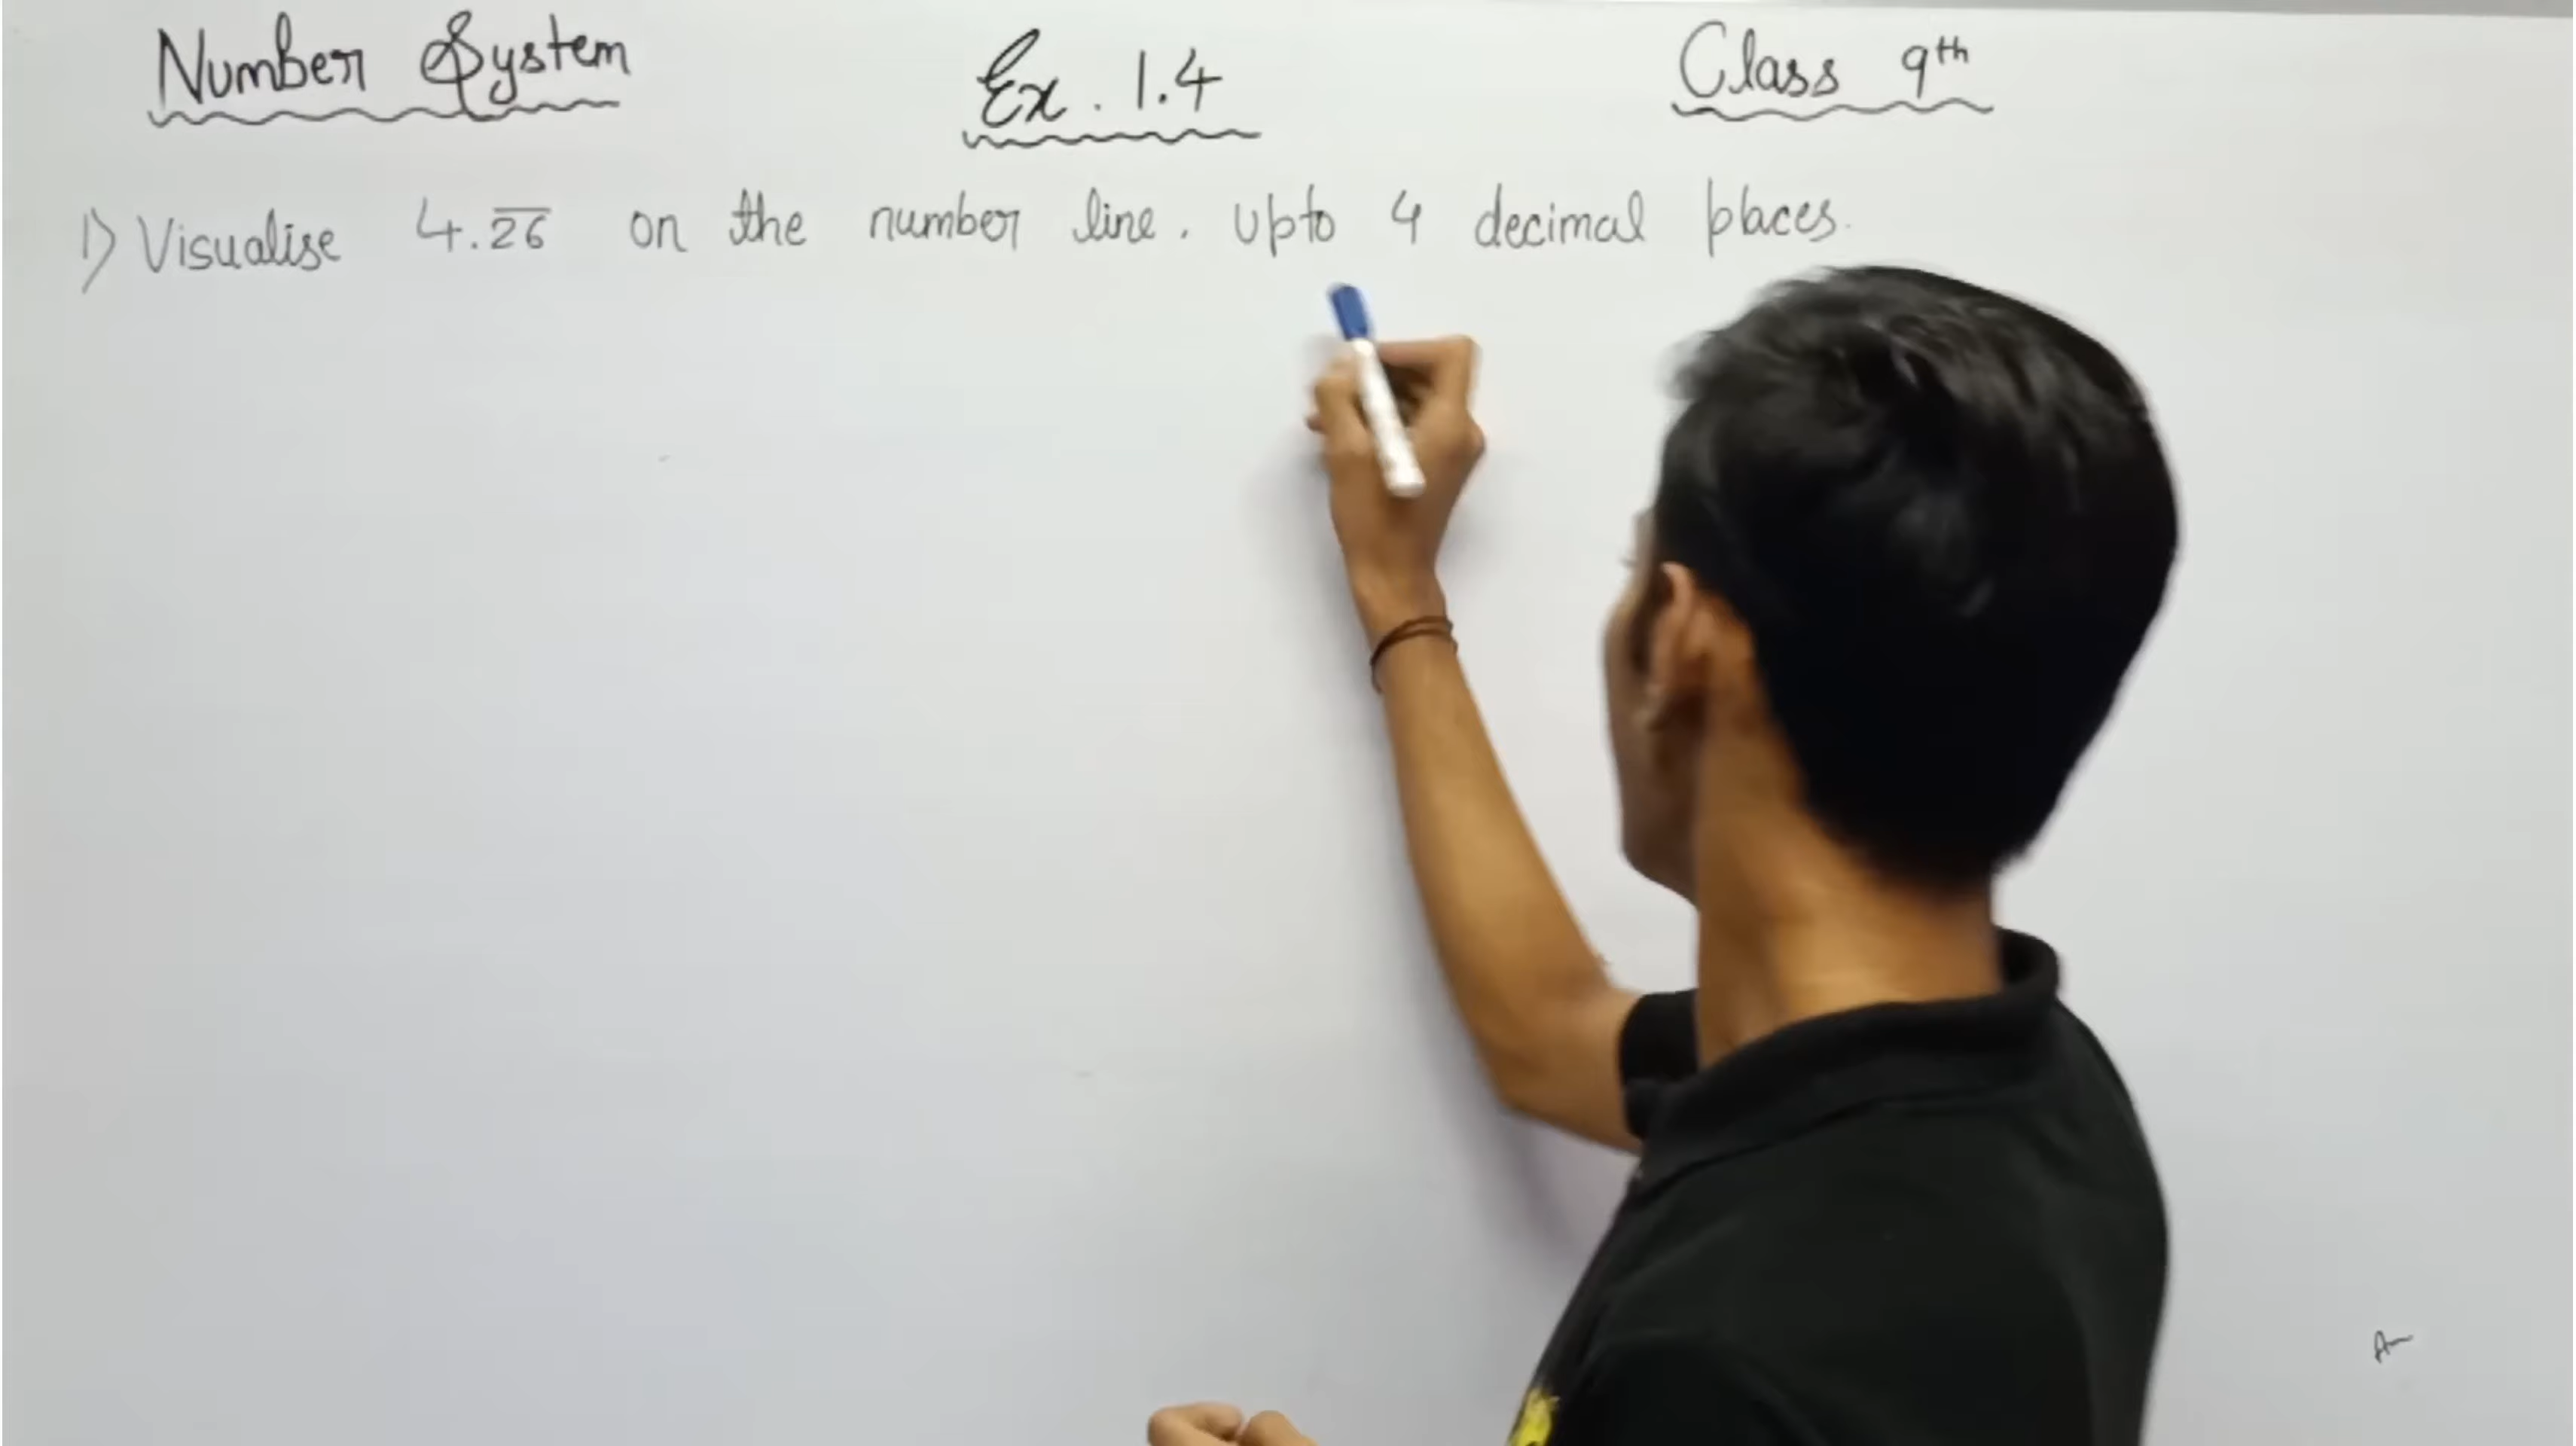 Number System
Ex. 1.4
Class 9th
1) Visualise 4.2̅6̅ on the number line. upto 4 decimal places.